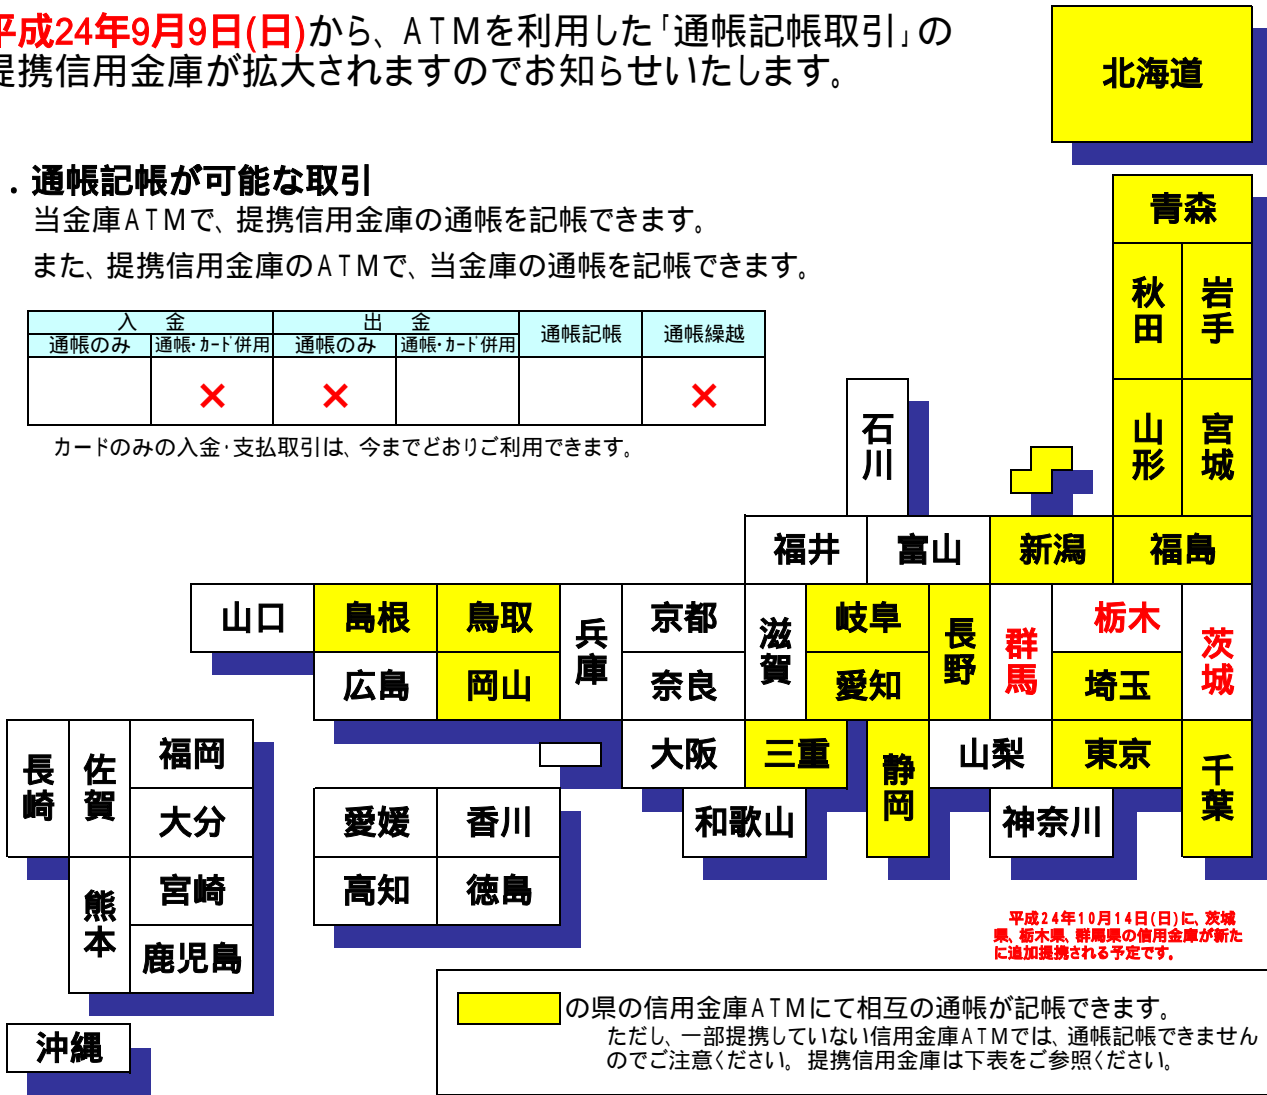 平成24年9月9日(日)から、ATMを利用した「通帳記帳取引」の
提携信用金庫が拡大されますのでお知らせいたします。
北海道
．通帳記帳が可能な取引
当金庫ATMで、提携信用金庫の通帳を記帳できます。
また、提携信用金庫のATMで、当金庫の通帳を記帳できます。
青森
秋田 岩手
入 金 出 金 通帳記帳 通帳繰越
通帳のみ 通帳・カード併用 通帳のみ 通帳・カード併用
× × ×
カードのみの入金・支払取引は、今までどおりご利用できます。
石川 山形 宮城
福井 富山 新潟 福島
山口 島根 鳥取 兵庫 京都 滋賀 岐阜 長野 群馬 栃木 茨城
広島 岡山 奈良 愛知 埼玉
長崎 佐賀 福岡 大阪 三重 静岡 山梨 東京 千葉
大分 愛媛 香川 和歌山 神奈川
熊本 宮崎 高知 徳島
鹿児島
平成24年10月14日(日)に、茨城
県、栃木県、群馬県の信用金庫が新た
に追加提携される予定です。
の県の信用金庫ATMにて相互の通帳が記帳できます。
ただし、一部提携していない信用金庫ATMでは、通帳記帳できません
のでご注意ください。提携信用金庫は下表をご参照ください。
沖縄